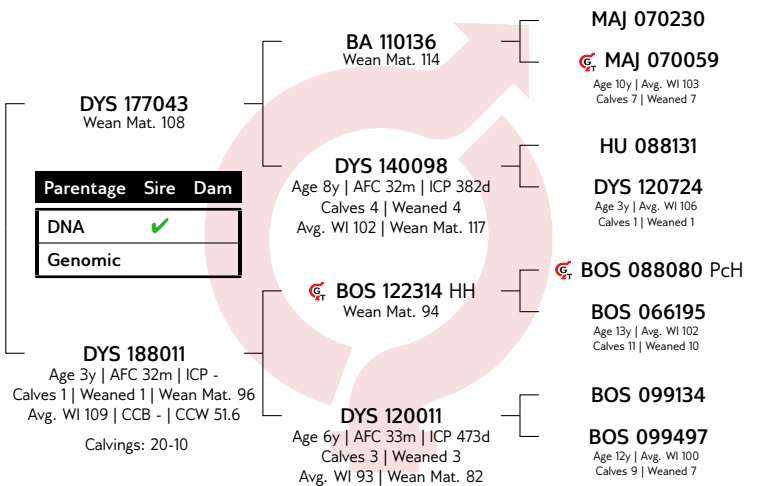 DYS 177043
Wean Mat. 108
Parentage Sire Dam
DNA ✔
Genomic
DYS 188011
Age 3y | AFC 32m | ICP -
Calves 1 | Weaned 1 | Wean Mat. 96
Avg. WI 109 | CCB - | CCW 51.6
Calvings: 20-10
BA 110136
Wean Mat. 114
DYS 140098
Age 8y | AFC 32m | ICP 382d
Calves 4 | Weaned 4
Avg. WI 102 | Wean Mat. 117
GT BOS 122314 HH
Wean Mat. 94
DYS 120011
Age 6y | AFC 33m | ICP 473d
Calves 3 | Weaned 3
Avg. WI 93 | Wean Mat. 82
MAJ 070230
GT MAJ 070059
Age 10y | Avg. WI 103
Calves 7 | Weaned 7
HU 088131
DYS 120724
Age 3y | Avg. WI 106
Calves 1 | Weaned 1
GT BOS 088080 PcH
BOS 066195
Age 13y | Avg. WI 102
Calves 11 | Weaned 10
BOS 099134
BOS 099497
Age 12y | Avg. WI 100
Calves 9 | Weaned 7